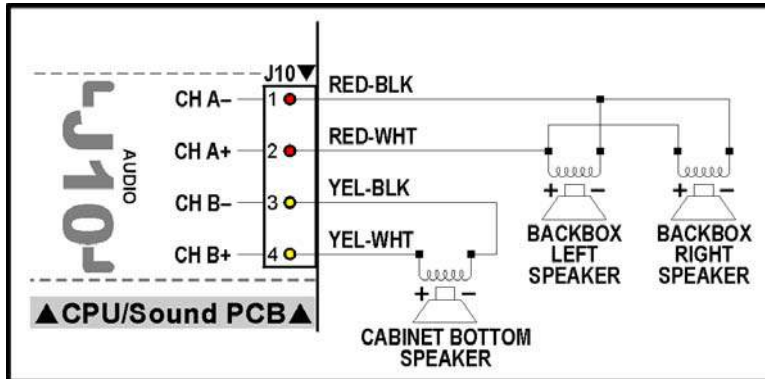 J10▼
CH A– 1 RED-BLK
CH A+ 2 RED-WHT
CH B– 3 YEL-BLK
CH B+ 4 YEL-WHT
J10
AUDIO
+ –
BACKBOX
LEFT
SPEAKER
+ –
BACKBOX
RIGHT
SPEAKER
+ –
CABINET BOTTOM
SPEAKER
▲CPU/Sound PCB▲